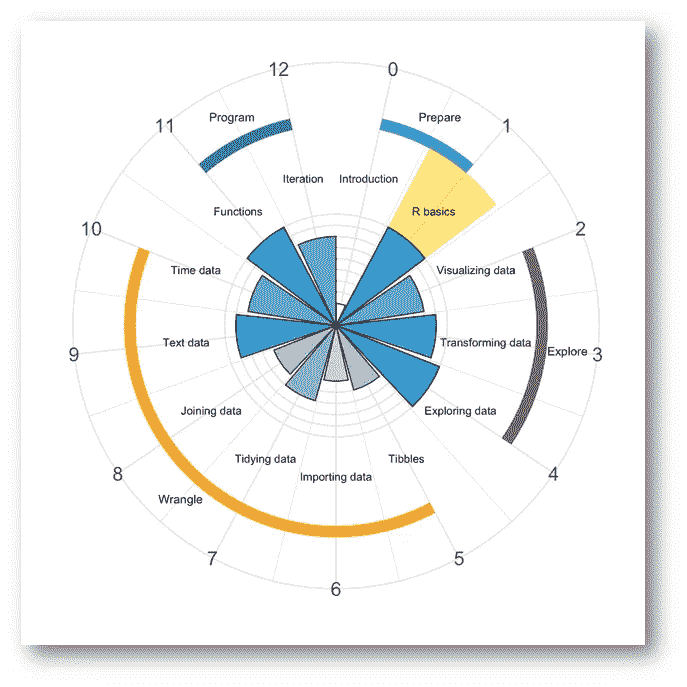 12
0
Program
Prepare
11
1
Iteration
Introduction
Functions
R basics
10
2
Time data
Visualizing data
Text data
Transforming data
9
Explore
3
Joining data
Exploring data
Tidying data
Tibbles
Importing data
8
4
Wrangle
7
5
6